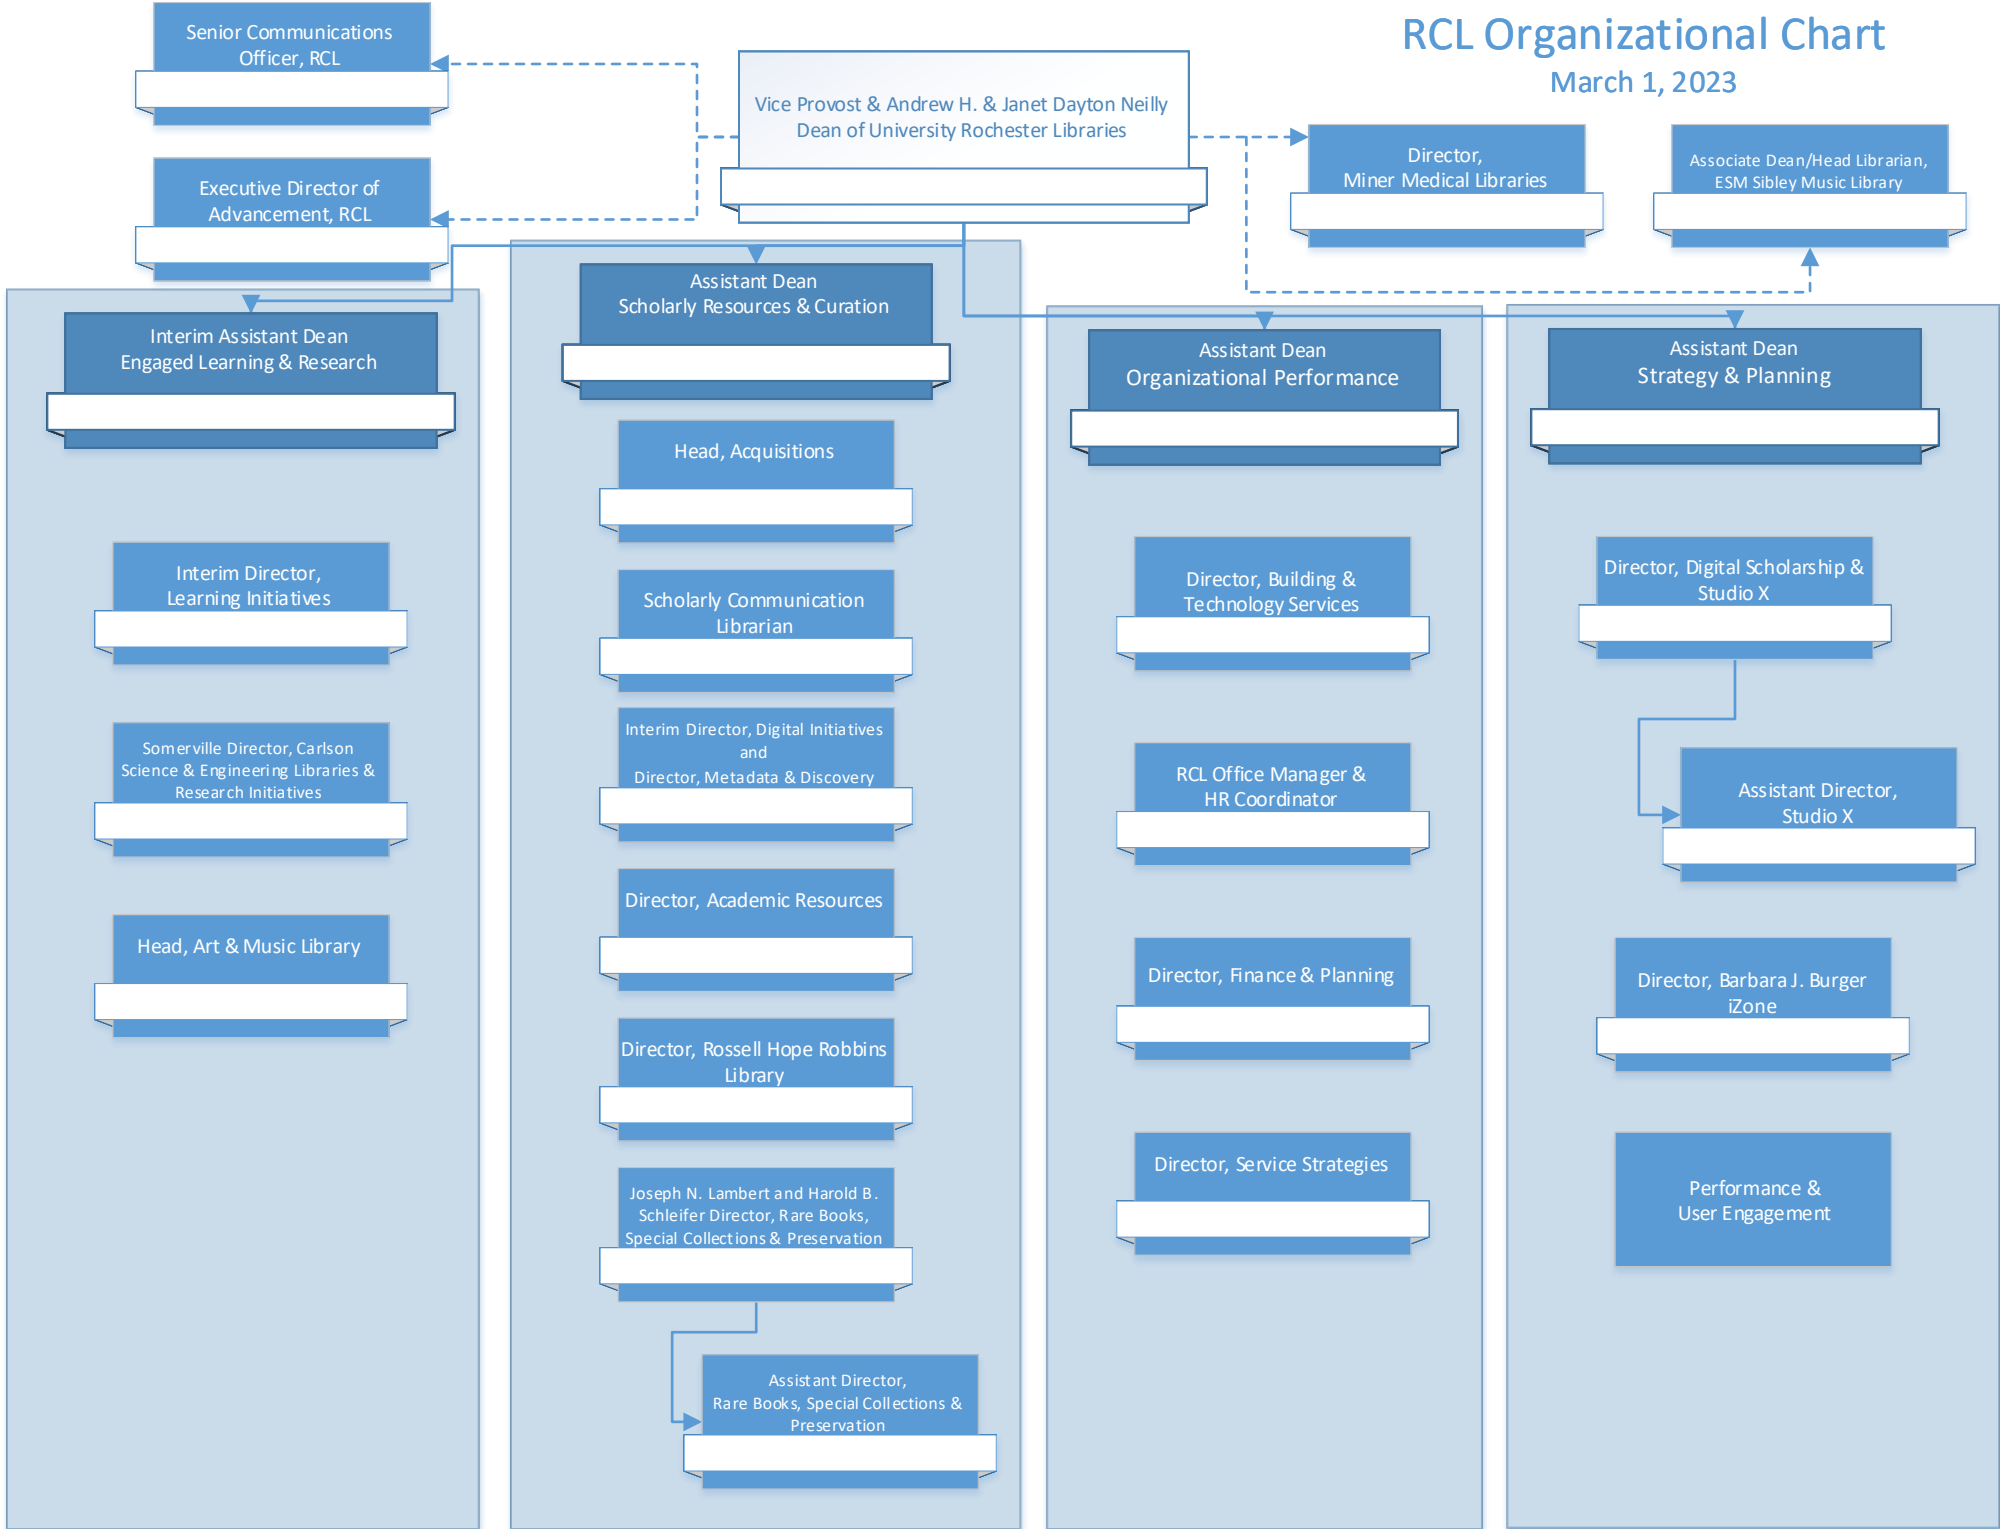 RCL Organizational Chart
March 1, 2023
Senior Communications
Officer, RCL
Vice Provost & Andrew H. & Janet Dayton Neilly
Dean of University Rochester Libraries
Director,
Miner Medical Libraries
Associate Dean/Head Librarian,
ESM Sibley Music Library
Executive Director of
Advancement, RCL
Interim Assistant Dean
Engaged Learning & Research
Interim Director,
Learning Initiatives
Somerville Director, Carlson
Science & Engineering Libraries &
Research Initiatives
Head, Art & Music Library
Assistant Dean
Scholarly Resources & Curation
Head, Acquisitions
Scholarly Communication
Librarian
Interim Director, Digital Initiatives
and
Director, Metadata & Discovery
Director, Academic Resources
Director, Rossell Hope Robbins
Library
Joseph N. Lambert and Harold B.
Schleifer Director, Rare Books,
Special Collections & Preservation
Assistant Director,
Rare Books, Special Collections &
Preservation
Assistant Dean
Organizational Performance
Director, Building &
Technology Services
RCL Office Manager &
HR Coordinator
Director, Finance & Planning
Director, Service Strategies
Assistant Dean
Strategy & Planning
Director, Digital Scholarship &
Studio X
Assistant Director,
Studio X
Director, Barbara J. Burger
iZone
Performance &
User Engagement